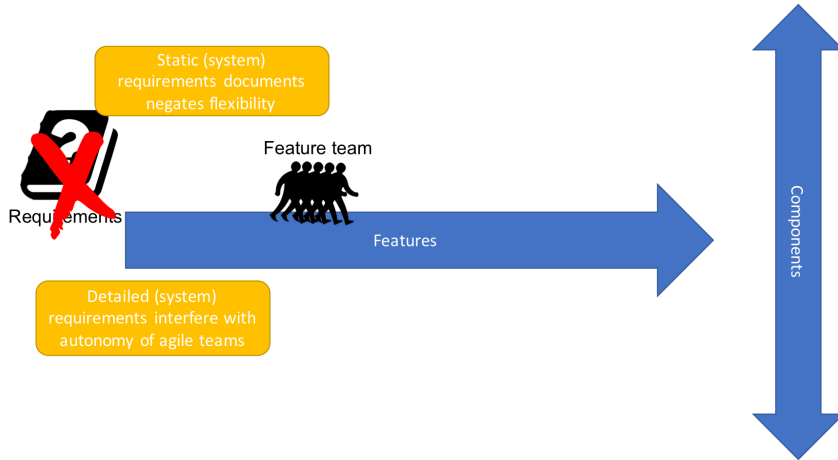 Static (system)
requirements documents
negates flexibility
Feature team
Requirements
Features
Components
Detailed (system)
requirements interfere with
autonomy of agile teams